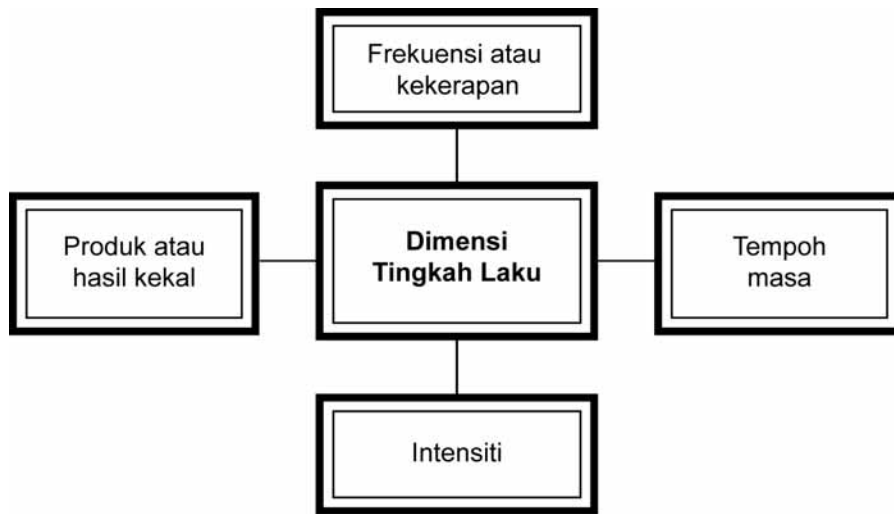 Frekuensi atau
kekerapan
Produk atau
hasil kekal
Dimensi
Tingkah Laku
Tempoh
masa
Intensiti